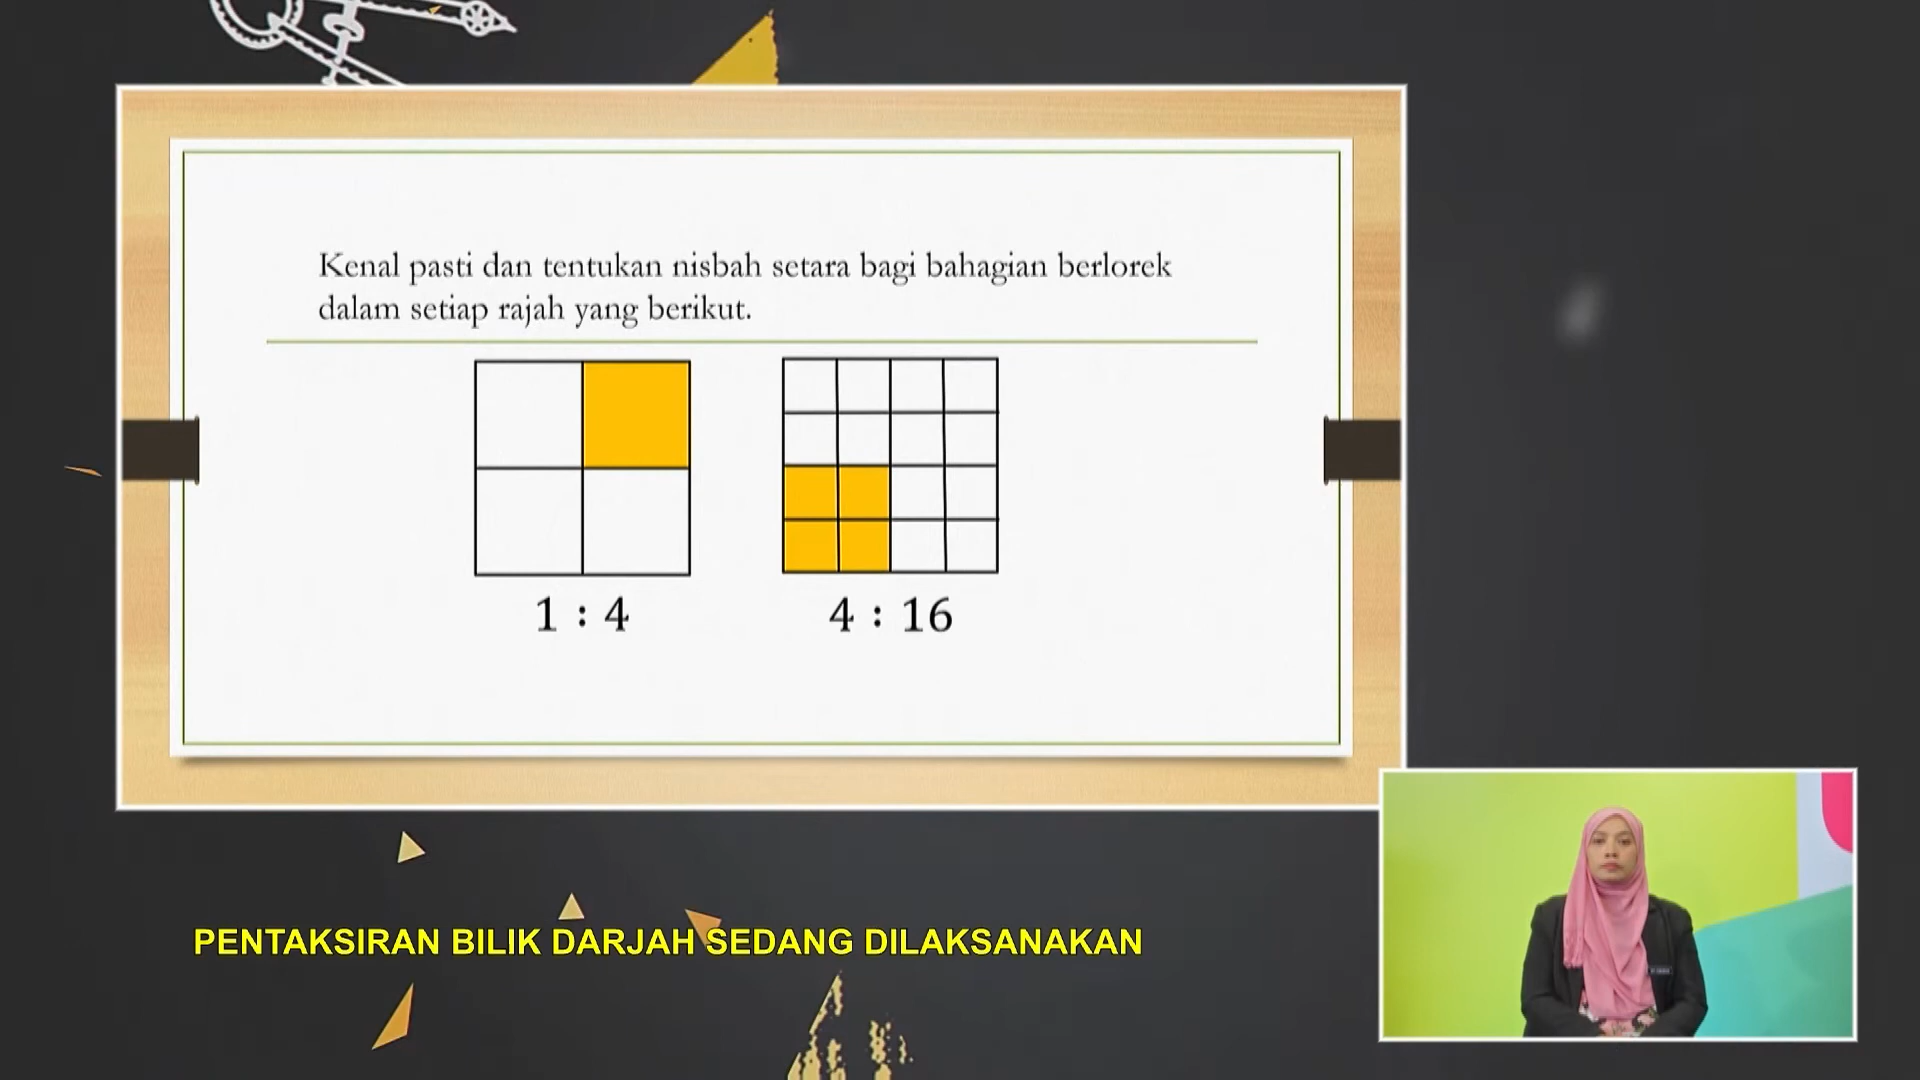 Kenal pasti dan tentukan nisbah setara bagi bahagian berlorek
dalam setiap rajah yang berikut.
1 : 4
4 : 16
PENTAKSIRAN BILIK DARJAH SEDANG DILAKSANAKAN